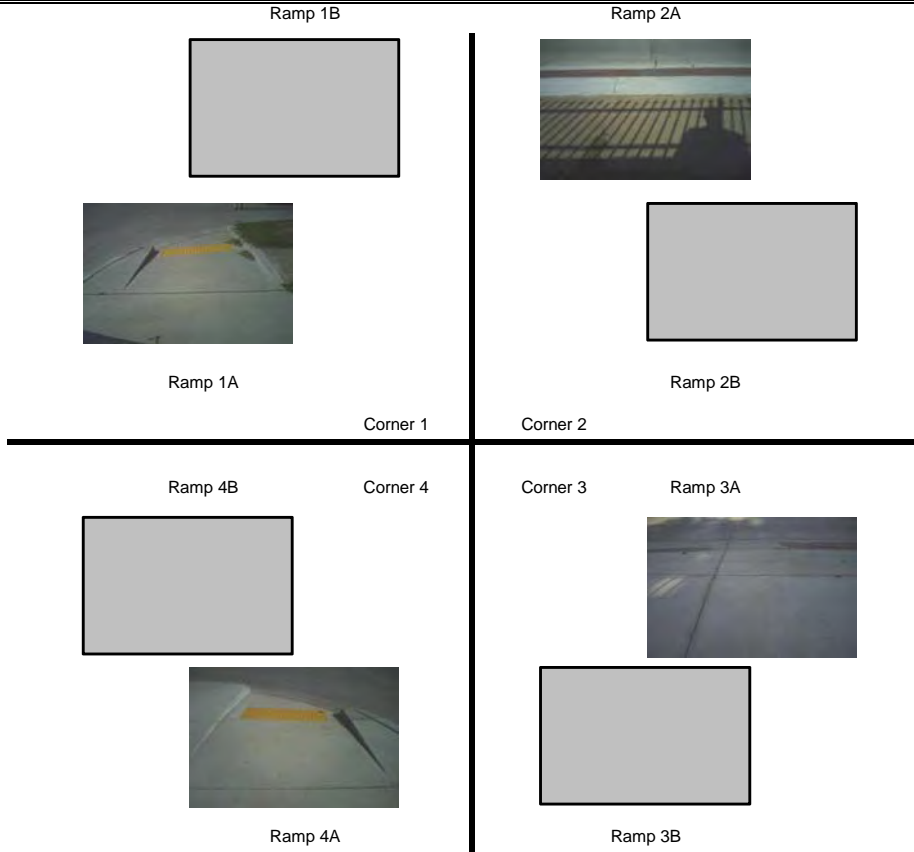 Ramp 1B Ramp 2A
Ramp 1A Ramp 2B
Corner 1 Corner 2
Ramp 4B Corner 4 Corner 3 Ramp 3A
Ramp 4A Ramp 3B